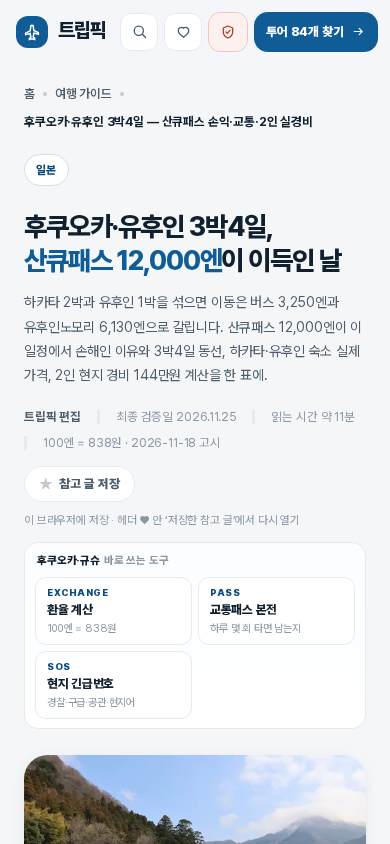 트립픽
투어 84개 찾기 →
홈 • 여행 가이드 •
후쿠오카·유후인 3박4일 — 산큐패스 손익·교통·2인 실경비
일본
후쿠오카·유후인 3박4일,
산큐패스 12,000엔이 이득인 날
하카타 2박과 유후인 1박을 섞으면 이동은 버스 3,250엔과
유후인노모리 6,130엔으로 갈립니다. 산큐패스 12,000엔이 이
일정에서 손해인 이유와 3박4일 동선, 하카타·유후인 숙소 실제
가격, 2인 현지 경비 144만원 계산을 한 표에.
트립픽 편집 | 최종 검증일 2026.11.25 | 읽는 시간 약 11분
| 100엔 = 838원 · 2026-11-18 고시
★ 참고 글 저장
이 브라우저에 저장 · 헤더 ♥ 안 ‘저장한 참고 글’에서 다시 열기
후쿠오카·규슈 바로 쓰는 도구
EXCHANGE
환율 계산
100엔 = 838원
PASS
교통패스 본전
하루 몇 회 타면 남는지
SOS
현지 긴급번호
경찰·구급·공관·현지어